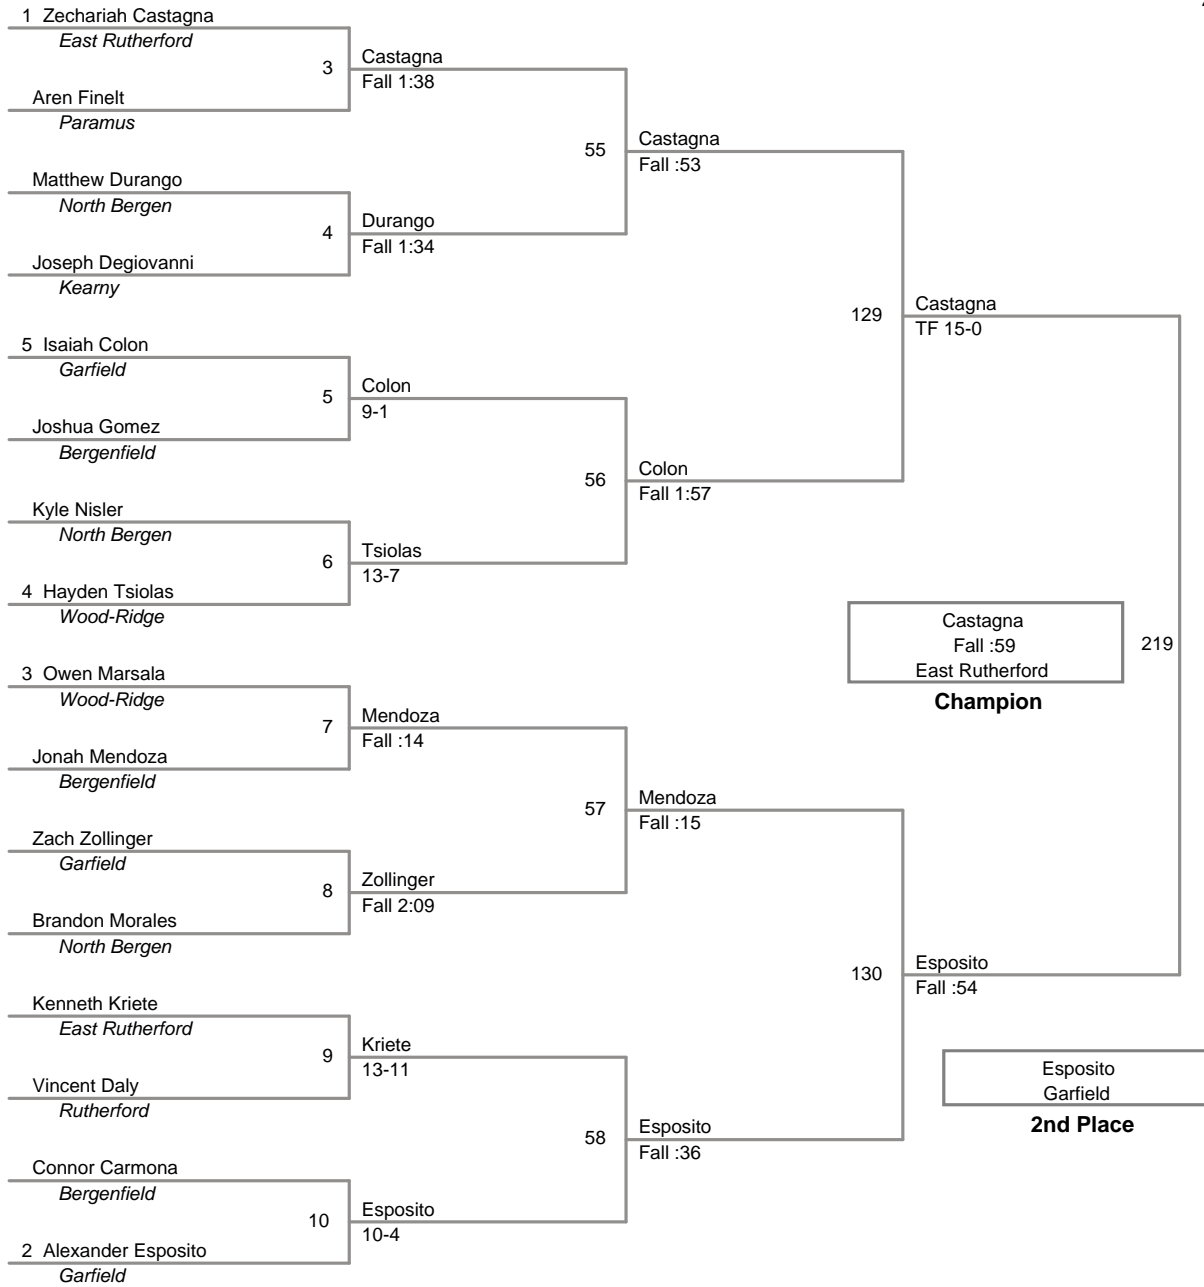 1 Zechariah Castagna
East Rutherford
3
Castagna
Fall 1:38
Aren Finelt
Paramus
55
Castagna
Fall :53
Matthew Durango
North Bergen
4
Durango
Fall 1:34
Joseph Degiovanni
Kearny
129
Castagna
TF 15-0
5 Isaiah Colon
Garfield
5
Colon
9-1
Joshua Gomez
Bergenfield
56
Colon
Fall 1:57
Kyle Nisler
North Bergen
6
Tsiolas
13-7
4 Hayden Tsiolas
Wood-Ridge
Castagna
Fall :59
East Rutherford
Champion
219
3 Owen Marsala
Wood-Ridge
7
Mendoza
Fall :14
Jonah Mendoza
Bergenfield
57
Mendoza
Fall :15
Zach Zollinger
Garfield
8
Zollinger
Fall 2:09
Brandon Morales
North Bergen
130
Esposito
Fall :54
Kenneth Kriete
East Rutherford
9
Kriete
13-11
Vincent Daly
Rutherford
Esposito
Garfield
2nd Place
58
Esposito
Fall :36
Connor Carmona
Bergenfield
10
Esposito
10-4
2 Alexander Esposito
Garfield